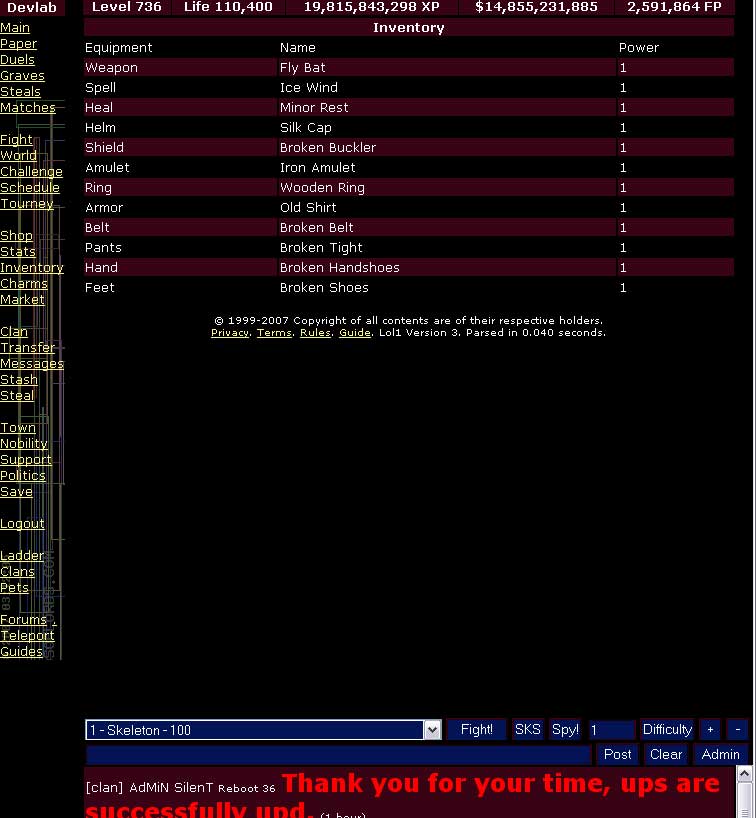 Devlab Level 736 Life 110,400 19,815,843,298 XP $14,855,231,885 2,591,864 FP
Main
Paper
Duels
Graves
Steals
Matches
Fight
World
Challenge
Schedule
Tourney
Shop
Stats
Inventory
Charms
Market
Clan
Transfer
Messages
Stash
Steal
Town
Nobility
Support
Politics
Save
Logout
Ladder
Clans
Pets
Forums .
Teleport
Guides
Inventory
Equipment Name Power
Weapon Fly Bat 1
Spell Ice Wind 1
Heal Minor Rest 1
Helm Silk Cap 1
Shield Broken Buckler 1
Amulet Iron Amulet 1
Ring Wooden Ring 1
Armor Old Shirt 1
Belt Broken Belt 1
Pants Broken Tight 1
Hand Broken Handshoes 1
Feet Broken Shoes 1
© 1999-2007 Copyright of all contents are of their respective holders.
Privacy. Terms. Rules. Guide. Lol1 Version 3. Parsed in 0.040 seconds.
1 - Skeleton - 100 Fight! SKS Spy! 1 Difficulty + -
Post Clear Admin
[clan] AdMiN SilenT Reboot 36 Thank you for your time, ups are
successfully upd. (1 hour)